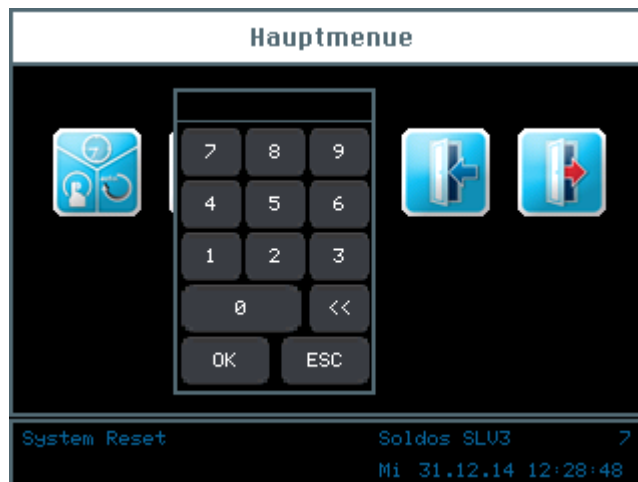 Hauptmenue
7 8 9
4 5 6
1 2 3
0 <<
OK ESC
System Reset Soldos SLV3 7
Mi 31.12.14 12:28:48